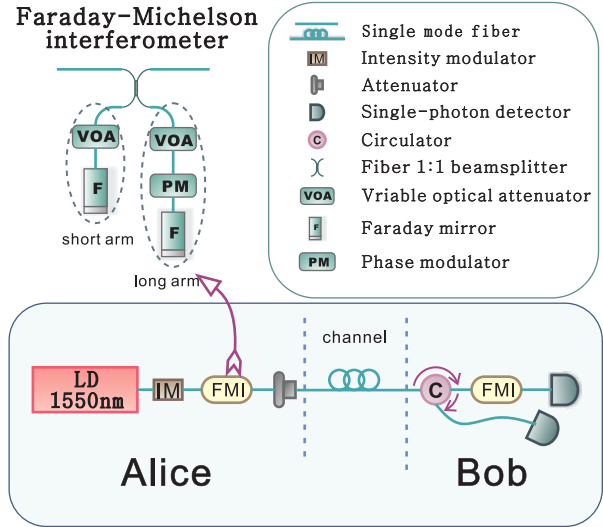 Faraday-Michelson
interferometer
VOA
F
short arm
VOA
PM
F
long arm
Single mode fiber
IM Intensity modulator
Attenuator
Single-photon detector
C Circulator
Fiber 1:1 beamsplitter
VOA Vriable optical attenuator
F Faraday mirror
PM Phase modulator
LD
1550nm
IM
FMI
channel
C
FMI
Alice
Bob